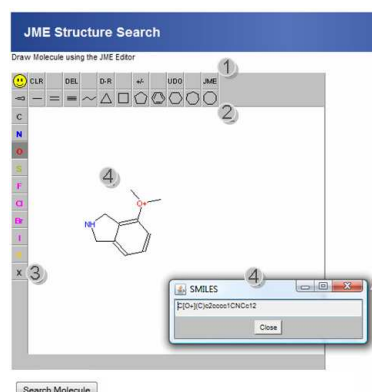 JME Structure Search
Draw Molecule using the JME Editor
1
CLR DEL D-R +/- UDO JME
2
C
N
O
S
F
Cl
Br
I
X
3
4
O+
NH
4
SMILES
C[O+](C)c2cccc1CNCc12
Close
Search Molecule